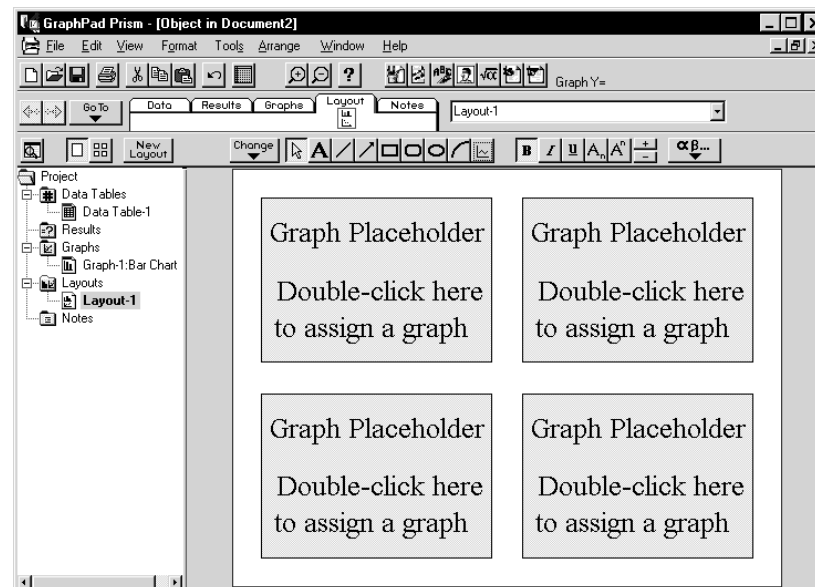 GraphPad Prism - [Object in Document2]
File Edit View Format Tools Arrange Window Help
Graph Y=
Go To Data Results Graphs Layout Notes Layout-1
New Layout Change A B I U An An + - αβ...
Project
Data Tables
Data Table-1
Results
Graphs
Graph-1:Bar Chart
Layouts
Layout-1
Notes
Graph Placeholder
Double-click here
to assign a graph
Graph Placeholder
Double-click here
to assign a graph
Graph Placeholder
Double-click here
to assign a graph
Graph Placeholder
Double-click here
to assign a graph